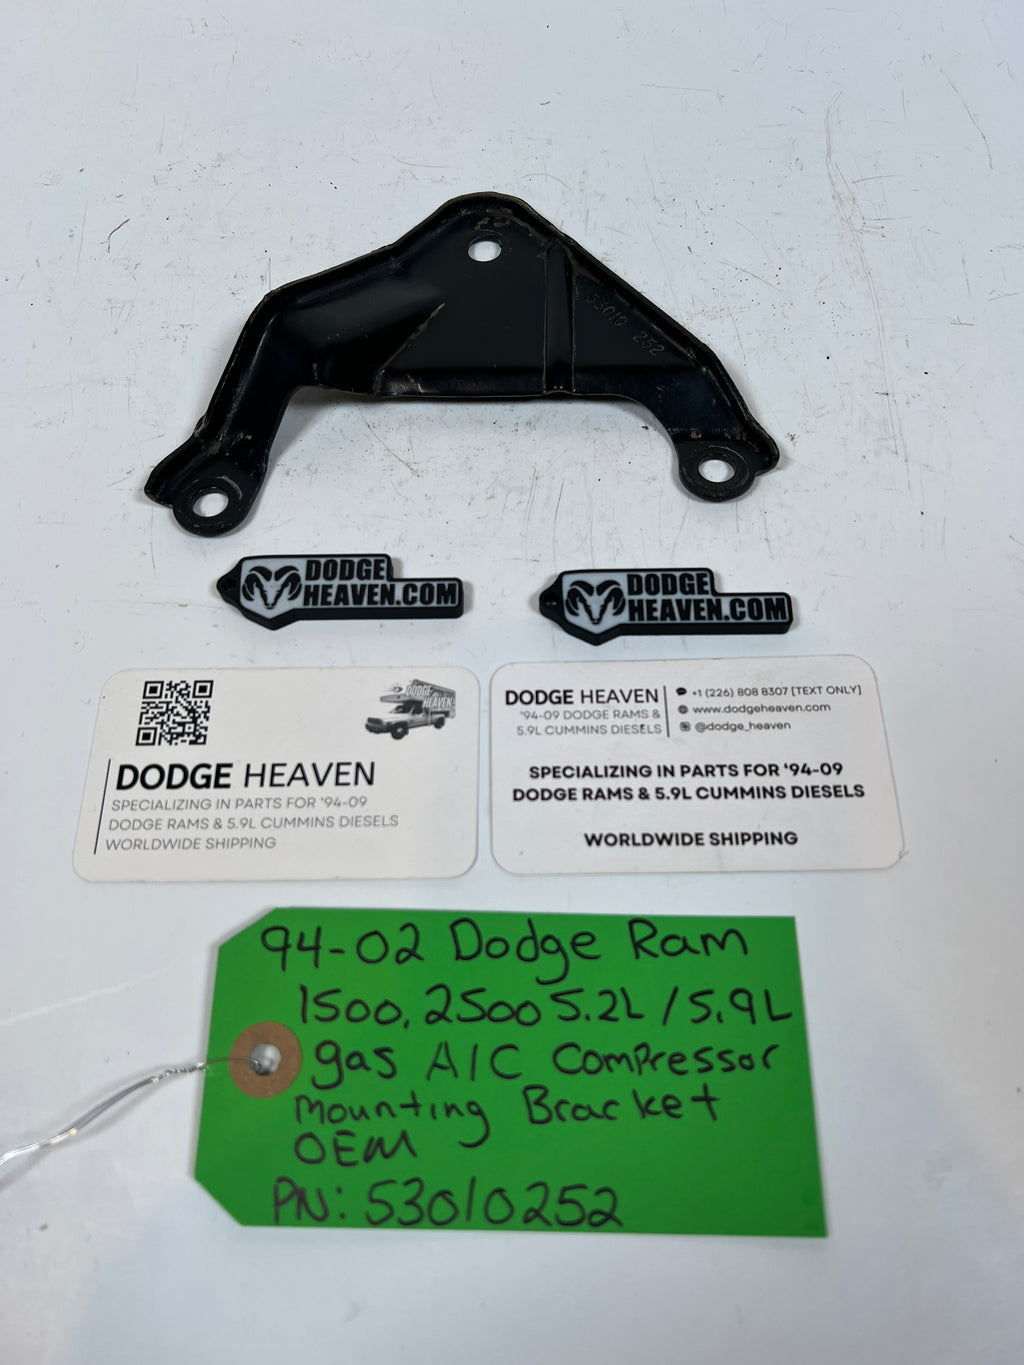 53010 252
DODGE
HEAVEN.COM
DODGE
HEAVEN.COM
DODGE
HEAVEN
DODGE HEAVEN
SPECIALIZING IN PARTS FOR '94-09
DODGE RAMS & 5.9L CUMMINS DIESELS
WORLDWIDE SHIPPING
DODGE HEAVEN
'94-09 DODGE RAMS &
5.9L CUMMINS DIESELS
+1 (226) 808 8307 [TEXT ONLY]
www.dodgeheaven.com
@dodge_heaven
SPECIALIZING IN PARTS FOR '94-09
DODGE RAMS & 5.9L CUMMINS DIESELS
WORLDWIDE SHIPPING
94-02 Dodge Ram
1500, 2500 5.2L / 5.9L
gas A/C Compressor
mounting Bracket
OEM
PN: 53010252